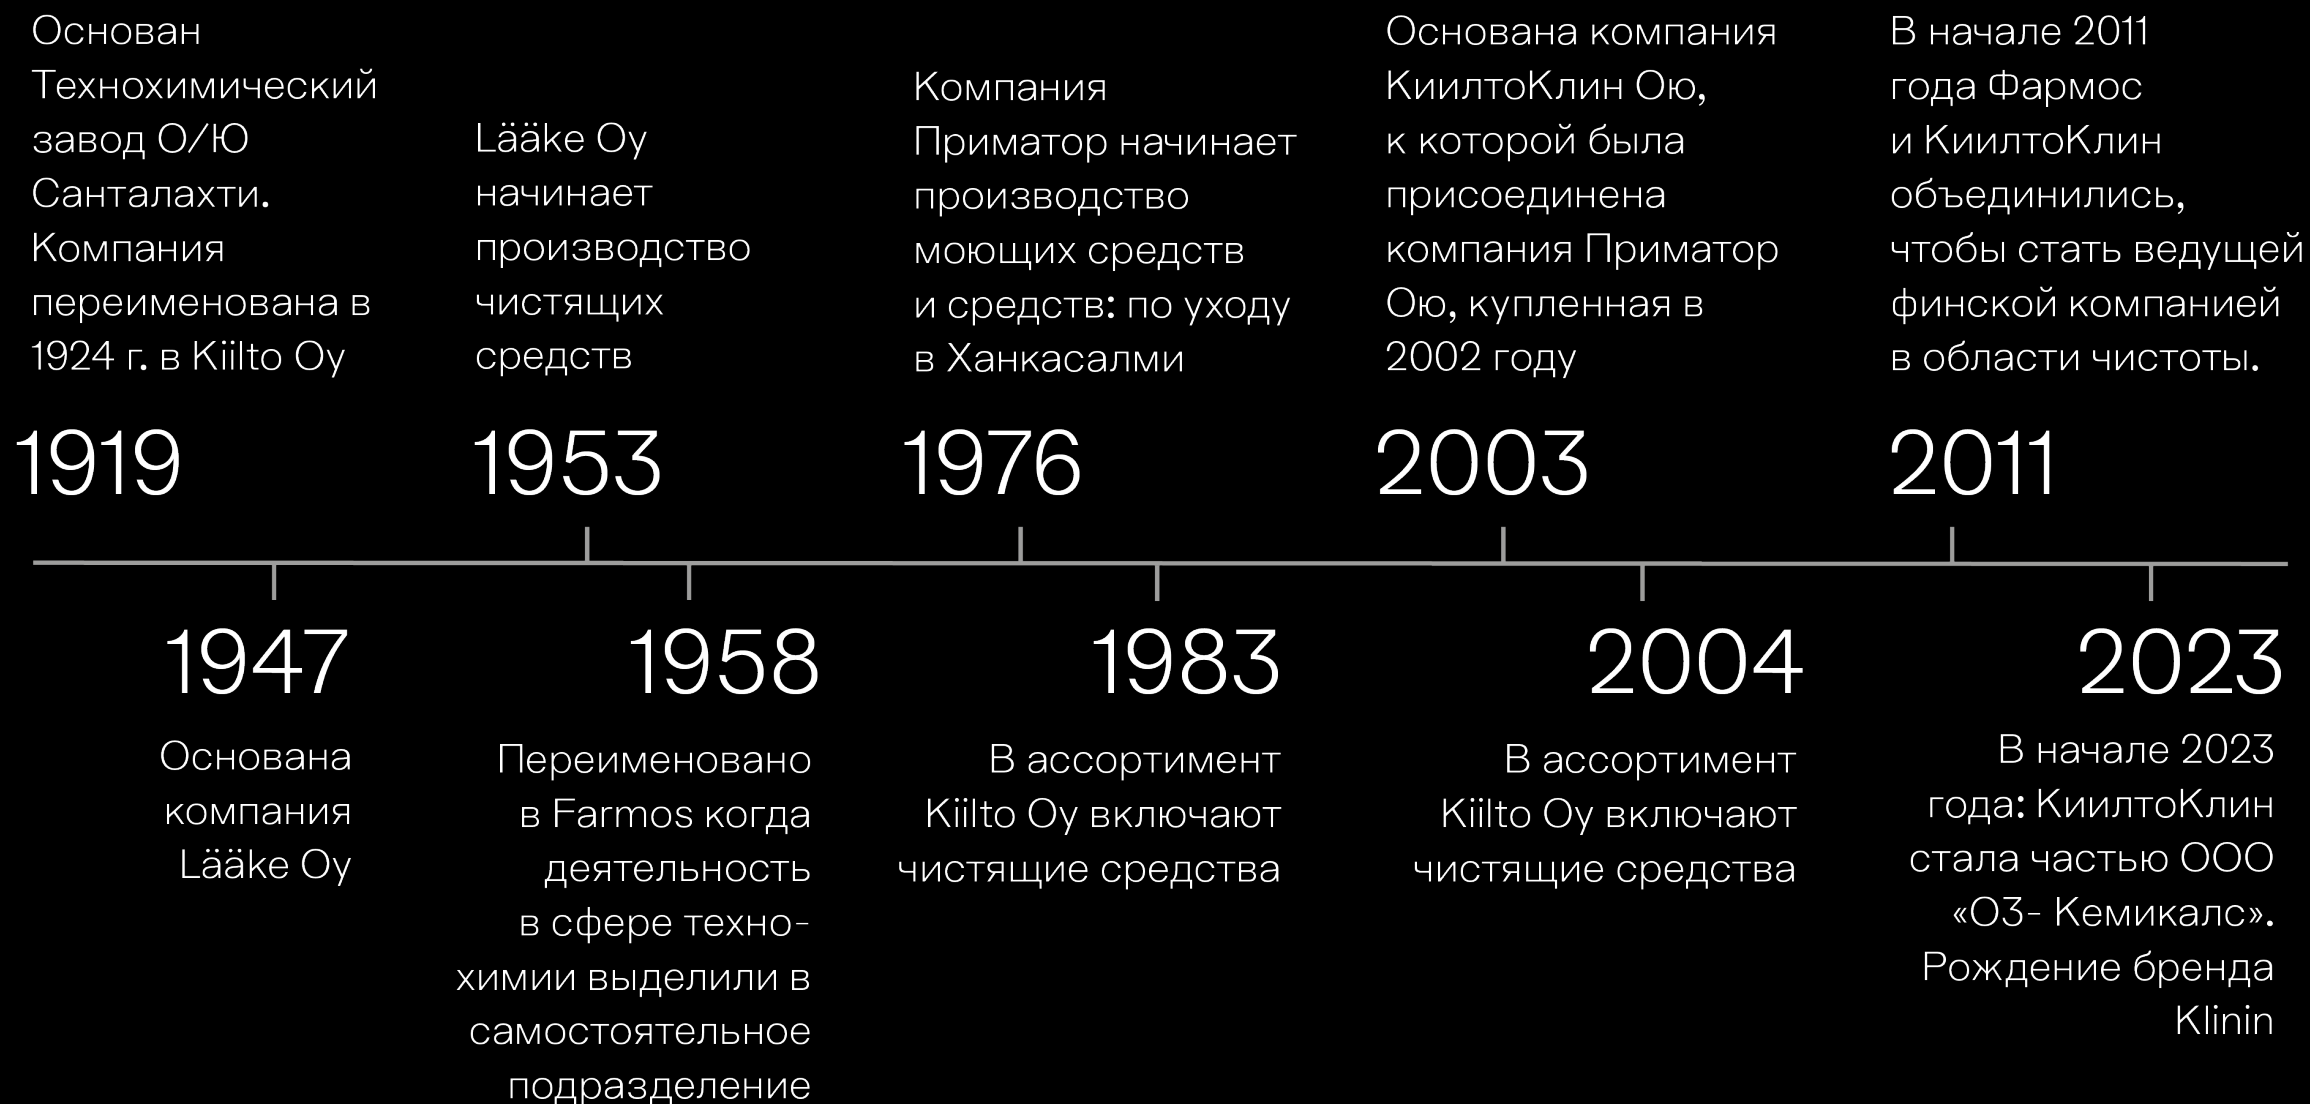 Основан
Технохимический
завод О/Ю
Санталахти.
Компания
переименована в
1924 г. в Kiilto Oy
1919
Lääke Oy
начинает
производство
чистящих
средств
1953
Компания
Приматор начинает
производство
моющих средств
и средств: по уходу
в Ханкасалми
1976
Основана компания
КиилтоКлин Ою,
к которой была
присоединена
компания Приматор
Ою, купленная в
2002 году
2003
В начале 2011
года Фармос
и КиилтоКлин
объединились,
чтобы стать ведущей
финской компанией
в области чистоты.
2011
1947
Основана
компания
Lääke Oy
1958
Переименовано
в Farmos когда
деятельность
в сфере техно-
химии выделили в
самостоятельное
подразделение
1983
В ассортимент
Kiilto Oy включают
чистящие средства
2004
В ассортимент
Kiilto Oy включают
чистящие средства
2023
В начале 2023
года: КиилтоКлин
стала частью ООО
«ОЗ- Кемикалс».
Рождение бренда
Klinin